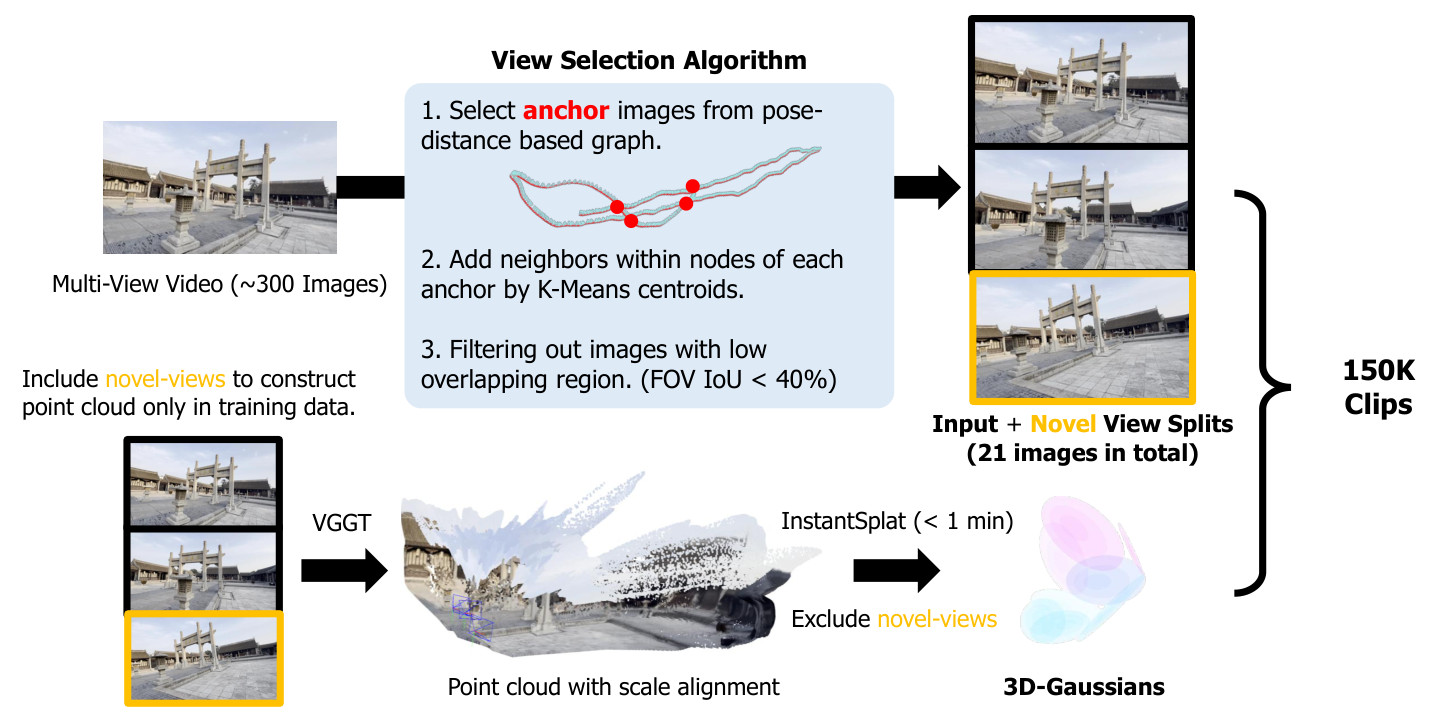 View Selection Algorithm
1. Select anchor images from pose-
distance based graph.
2. Add neighbors within nodes of each
anchor by K-Means centroids.
3. Filtering out images with low
overlapping region. (FOV IoU < 40%)
Multi-View Video (~300 Images)
Input + Novel View Splits
(21 images in total)
150K
Clips
Include novel-views to construct
point cloud only in training data.
VGGT
Point cloud with scale alignment
InstantSplat (< 1 min)
Exclude novel-views
3D-Gaussians